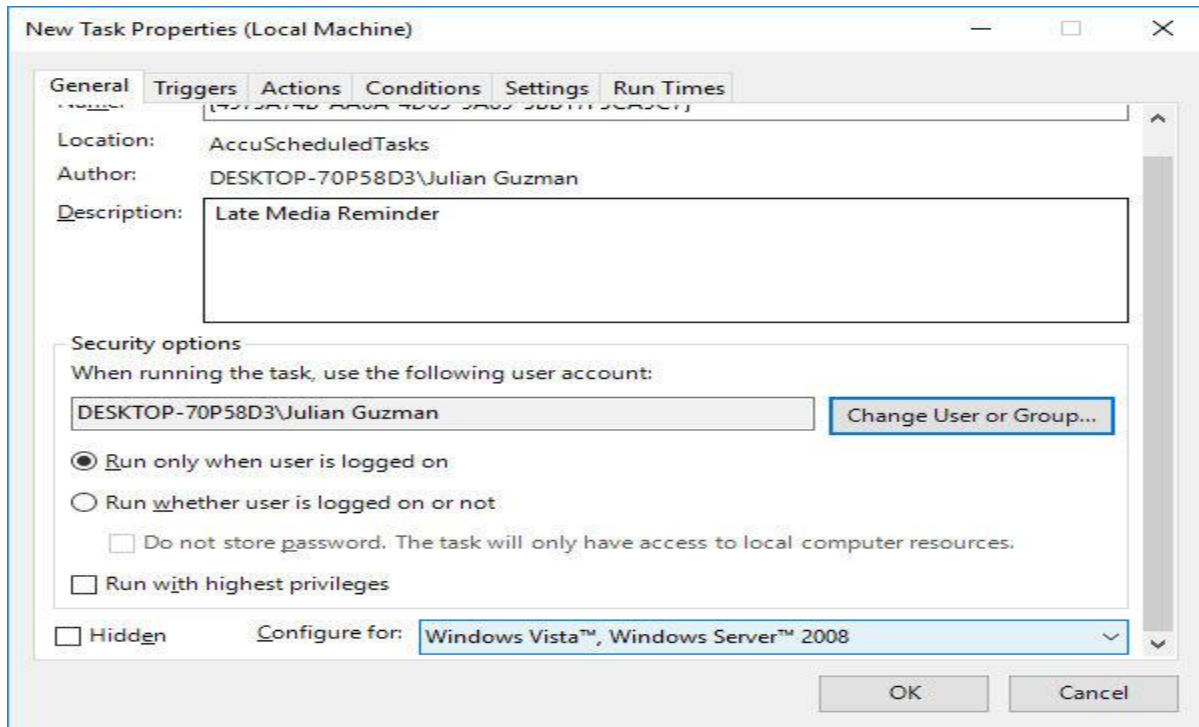 New Task Properties (Local Machine)
General Triggers Actions Conditions Settings Run Times
Location: AccuScheduledTasks
Author: DESKTOP-70P58D3\Julian Guzman
Description: Late Media Reminder
Security options
When running the task, use the following user account:
DESKTOP-70P58D3\Julian Guzman Change User or Group...
Run only when user is logged on
Run whether user is logged on or not
Do not store password. The task will only have access to local computer resources.
Run with highest privileges
Hidden Configure for: Windows Vista™, Windows Server™ 2008
OK Cancel